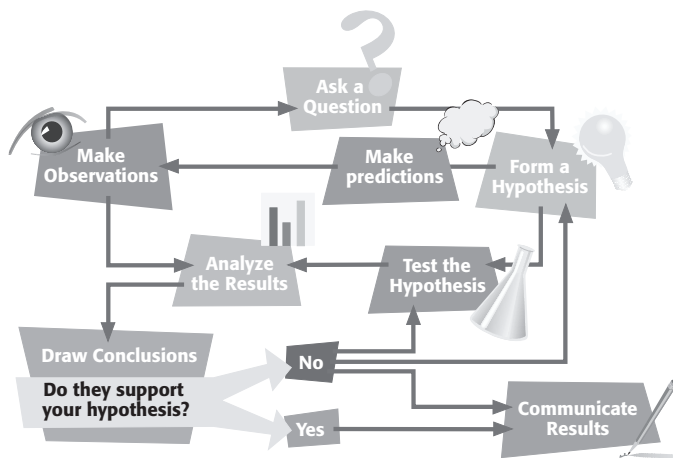 Ask a
Question
Make
Observations
Make
predictions
Form a
Hypothesis
Analyze
the Results
Test the
Hypothesis
Draw Conclusions
Do they support
your hypothesis?
No
Yes
Communicate
Results